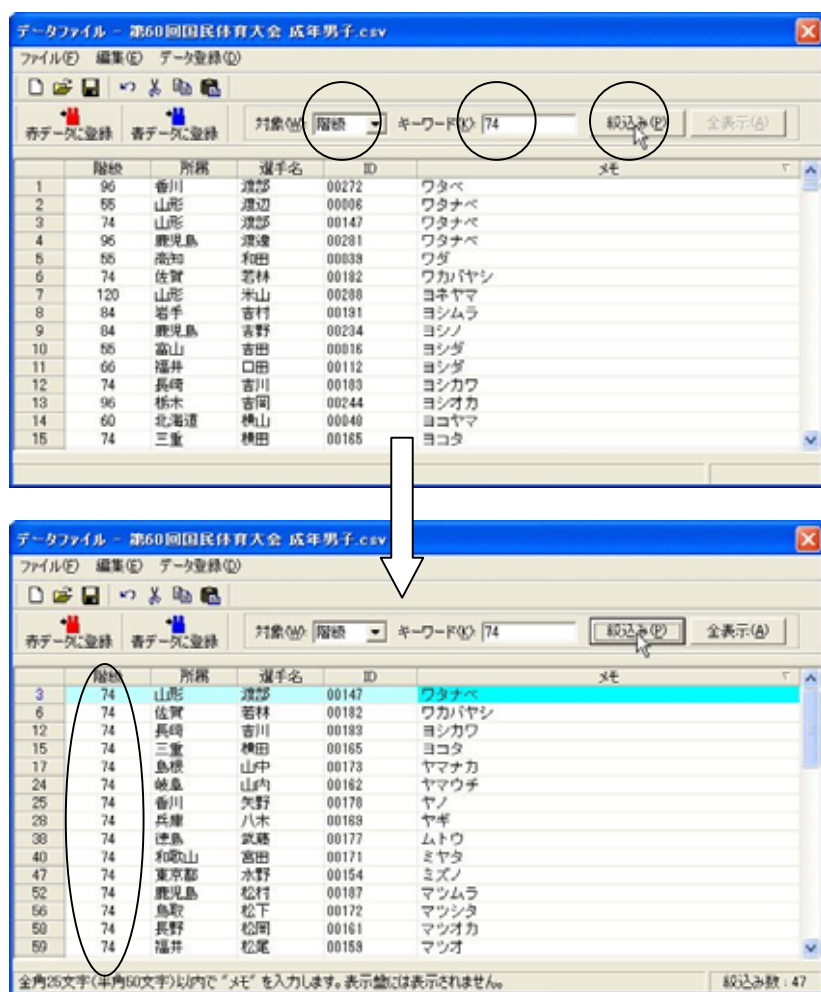 データファイル - 第60回国民体育大会 成年男子.csv
ファイル(F) 編集(E) データ登録(D)
赤データに登録 青データに登録 対象(W): 階級 キーワード(K): 74 絞込み(P) 全表示(A)
階級 所属 選手名 ID メモ
1 96 香川 渡部 00272 ワタベ
2 55 山形 渡辺 00006 ワタナベ
3 74 山形 渡部 00147 ワタナベ
4 96 鹿児島 渡邊 00281 ワタナベ
5 55 高知 和田 00039 ワダ
6 74 佐賀 若林 00182 ワカバヤシ
7 120 山形 米山 00288 ヨネヤマ
8 84 岩手 吉村 00191 ヨシムラ
9 84 鹿児島 吉野 00234 ヨシノ
10 55 富山 吉田 00016 ヨシダ
11 66 福井 口田 00112 ヨシダ
12 74 長崎 吉川 00183 ヨシカワ
13 96 栃木 吉岡 00244 ヨシオカ
14 60 北海道 横山 00048 ヨコヤマ
15 74 三重 横田 00165 ヨコタ
データファイル - 第60回国民体育大会 成年男子.csv
ファイル(F) 編集(E) データ登録(D)
赤データに登録 青データに登録 対象(W): 階級 キーワード(K): 74 絞込み(P) 全表示(A)
階級 所属 選手名 ID メモ
3 74 山形 渡部 00147 ワタナベ
6 74 佐賀 若林 00182 ワカバヤシ
12 74 長崎 吉川 00183 ヨシカワ
15 74 三重 横田 00165 ヨコタ
17 74 島根 山中 00173 ヤマナカ
24 74 岐阜 山内 00162 ヤマウチ
25 74 香川 矢野 00178 ヤノ
28 74 兵庫 八木 00169 ヤギ
38 74 徳島 武藤 00177 ムトウ
40 74 和歌山 宮田 00171 ミヤタ
47 74 東京都 水野 00154 ミズノ
52 74 鹿児島 松村 00187 マツムラ
56 74 鳥取 松下 00172 マツシタ
58 74 長野 松岡 00161 マツオカ
59 74 福井 松尾 00159 マツオ
全角25文字(半角50文字)以内で "メモ" を入力します。表示盤には表示されません。 絞込み数 : 47